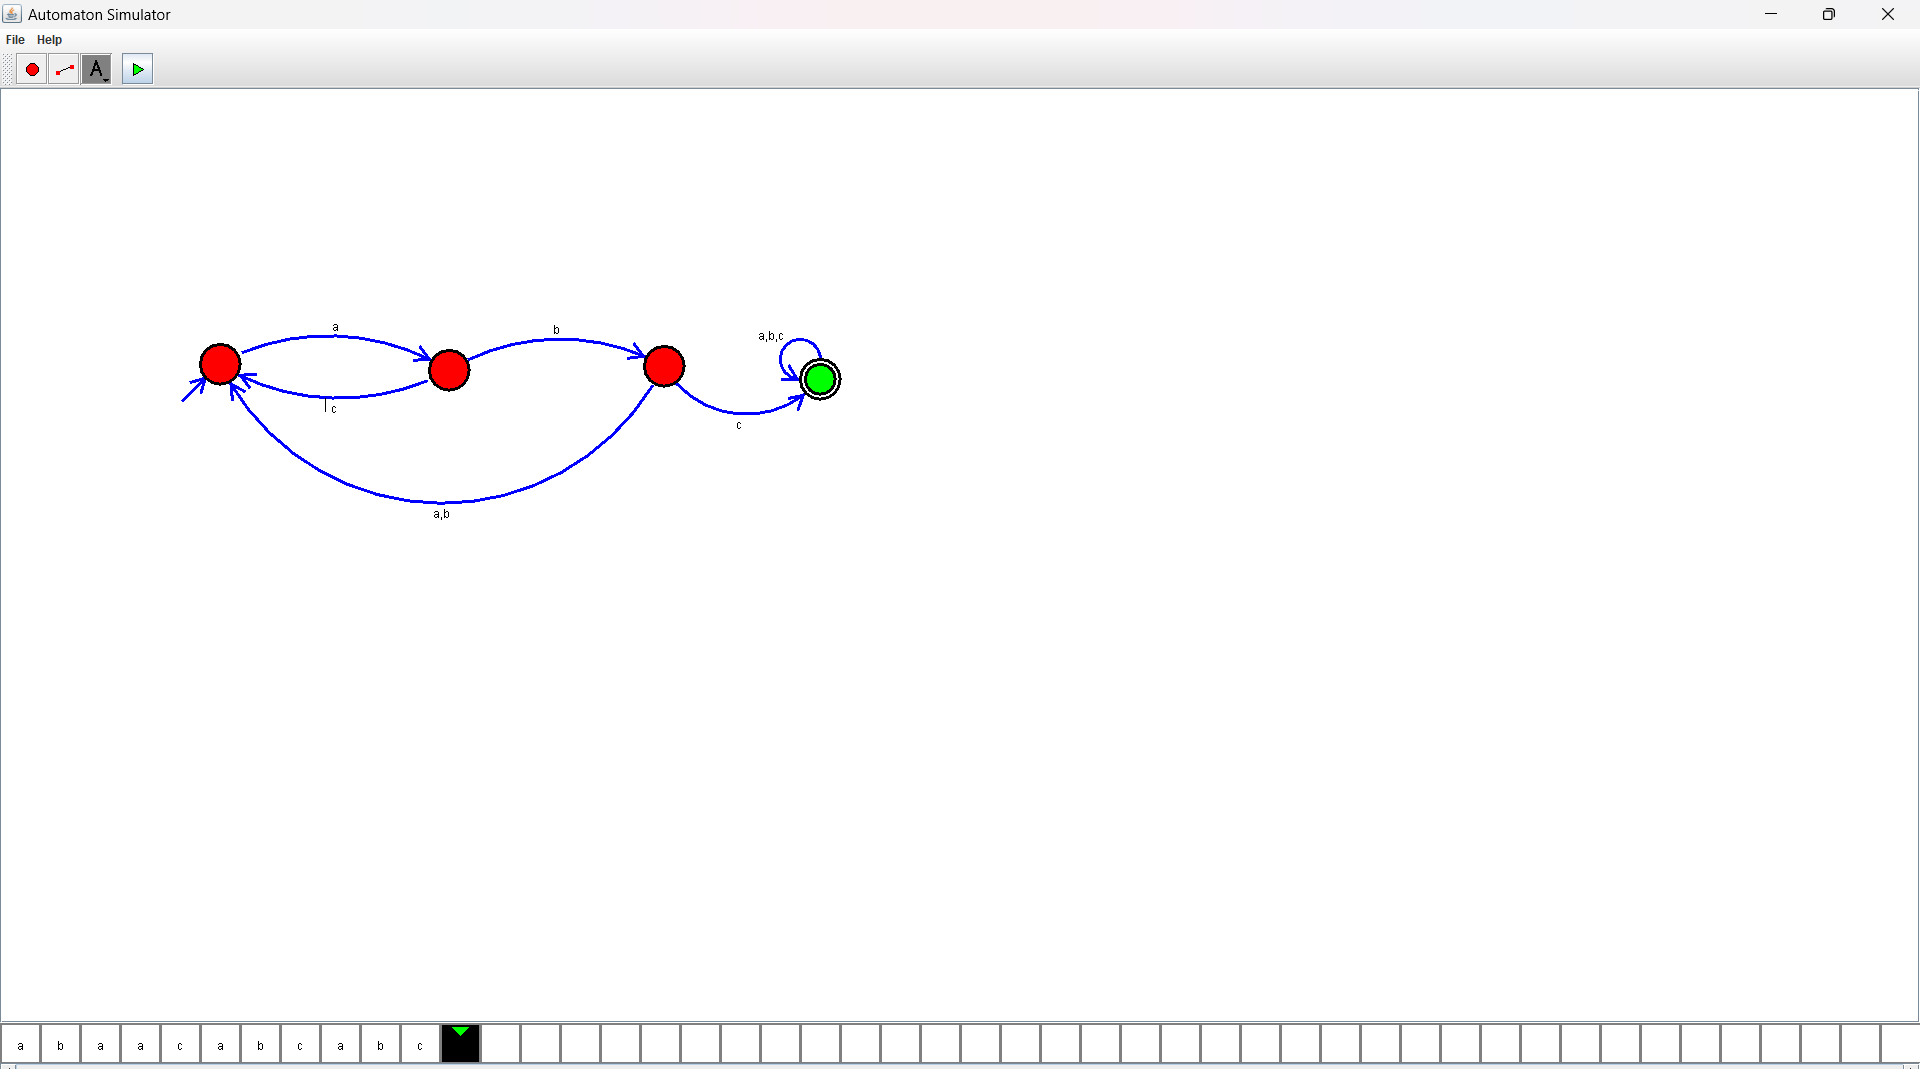 Automaton Simulator
File Help
A
a
b
a,b,c
c
c
a,b
a b a a c a b c a b c